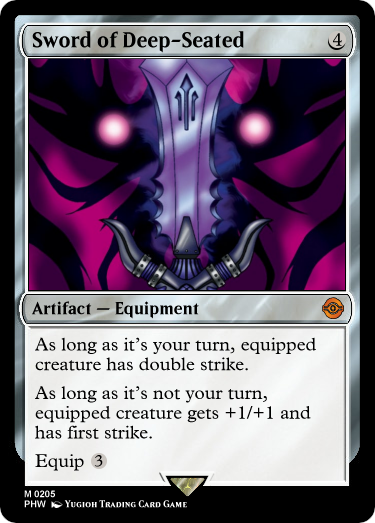 Sword of Deep-Seated 4
Artifact — Equipment
As long as it's your turn, equipped
creature has double strike.
As long as it's not your turn,
equipped creature gets +1/+1 and
has first strike.
Equip 3
M 0205
PHW Yugioh Trading Card Game